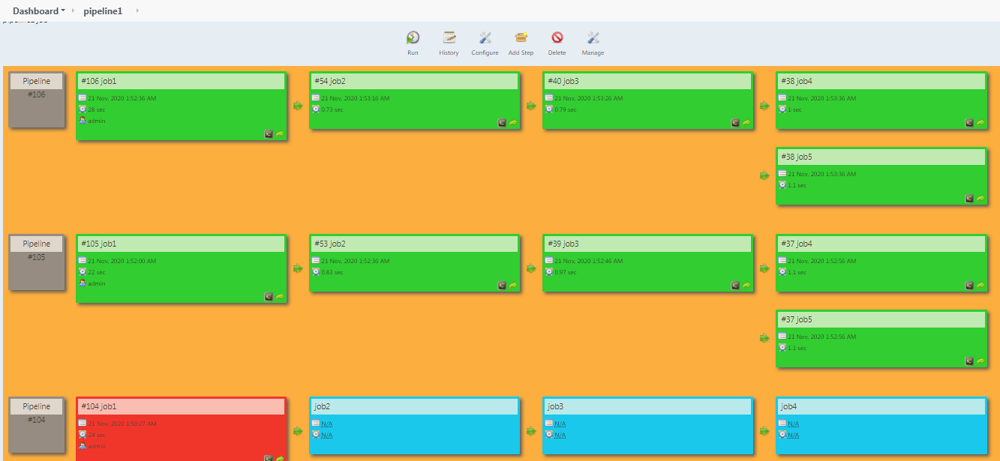 Dashboard
pipeline1
Run
History
Configure
Add Step
Delete
Manage
Pipeline
#106
#106 job1
21 Nov, 2020 1:52:36 AM
28 sec
admin
#54 job2
21 Nov, 2020 1:53:16 AM
0.73 sec
#40 job3
21 Nov, 2020 1:53:26 AM
0.79 sec
#38 job4
21 Nov, 2020 1:53:36 AM
1 sec
#38 job5
21 Nov, 2020 1:53:36 AM
1.1 sec
Pipeline
#105
#105 job1
21 Nov, 2020 1:52:00 AM
22 sec
admin
#53 job2
21 Nov, 2020 1:52:36 AM
0.83 sec
#39 job3
21 Nov, 2020 1:52:46 AM
0.97 sec
#37 job4
21 Nov, 2020 1:52:56 AM
1.1 sec
#37 job5
21 Nov, 2020 1:52:56 AM
1.1 sec
Pipeline
#104
#104 job1
21 Nov, 2020 1:50:27 AM
24 sec
admin
job2
N/A
N/A
job3
N/A
N/A
job4
N/A
N/A